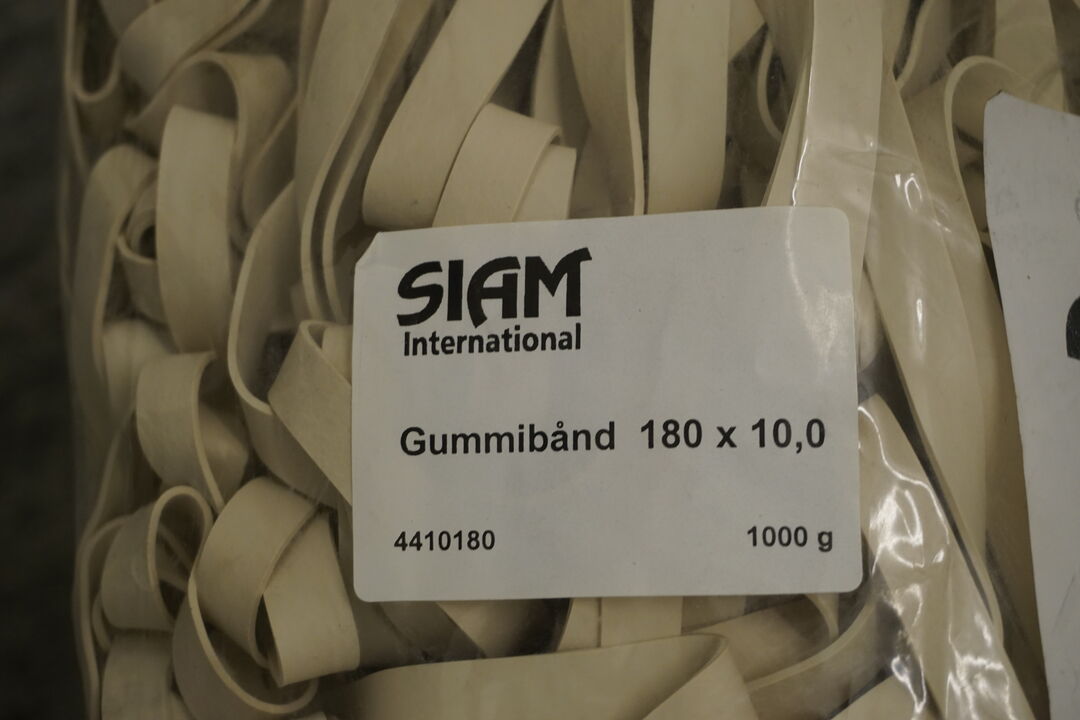 SIAM
International
Gummibånd 180 x 10,0
4410180 1000 g